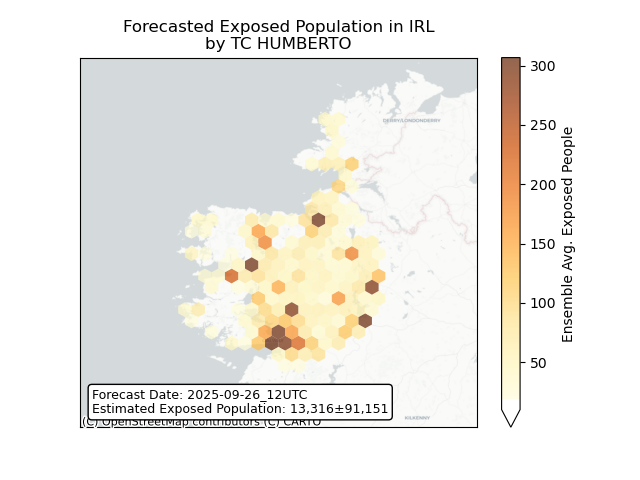 Forecasted Exposed Population in IRL
by TC HUMBERTO
DERRY/LONDONDERRY
KILKENNY
300
250
200
150
100
50
Ensemble Avg. Exposed People
Forecast Date: 2025-09-26_12UTC
Estimated Exposed Population: 13,316±91,151
(C) OpenStreetMap contributors (C) CARTO